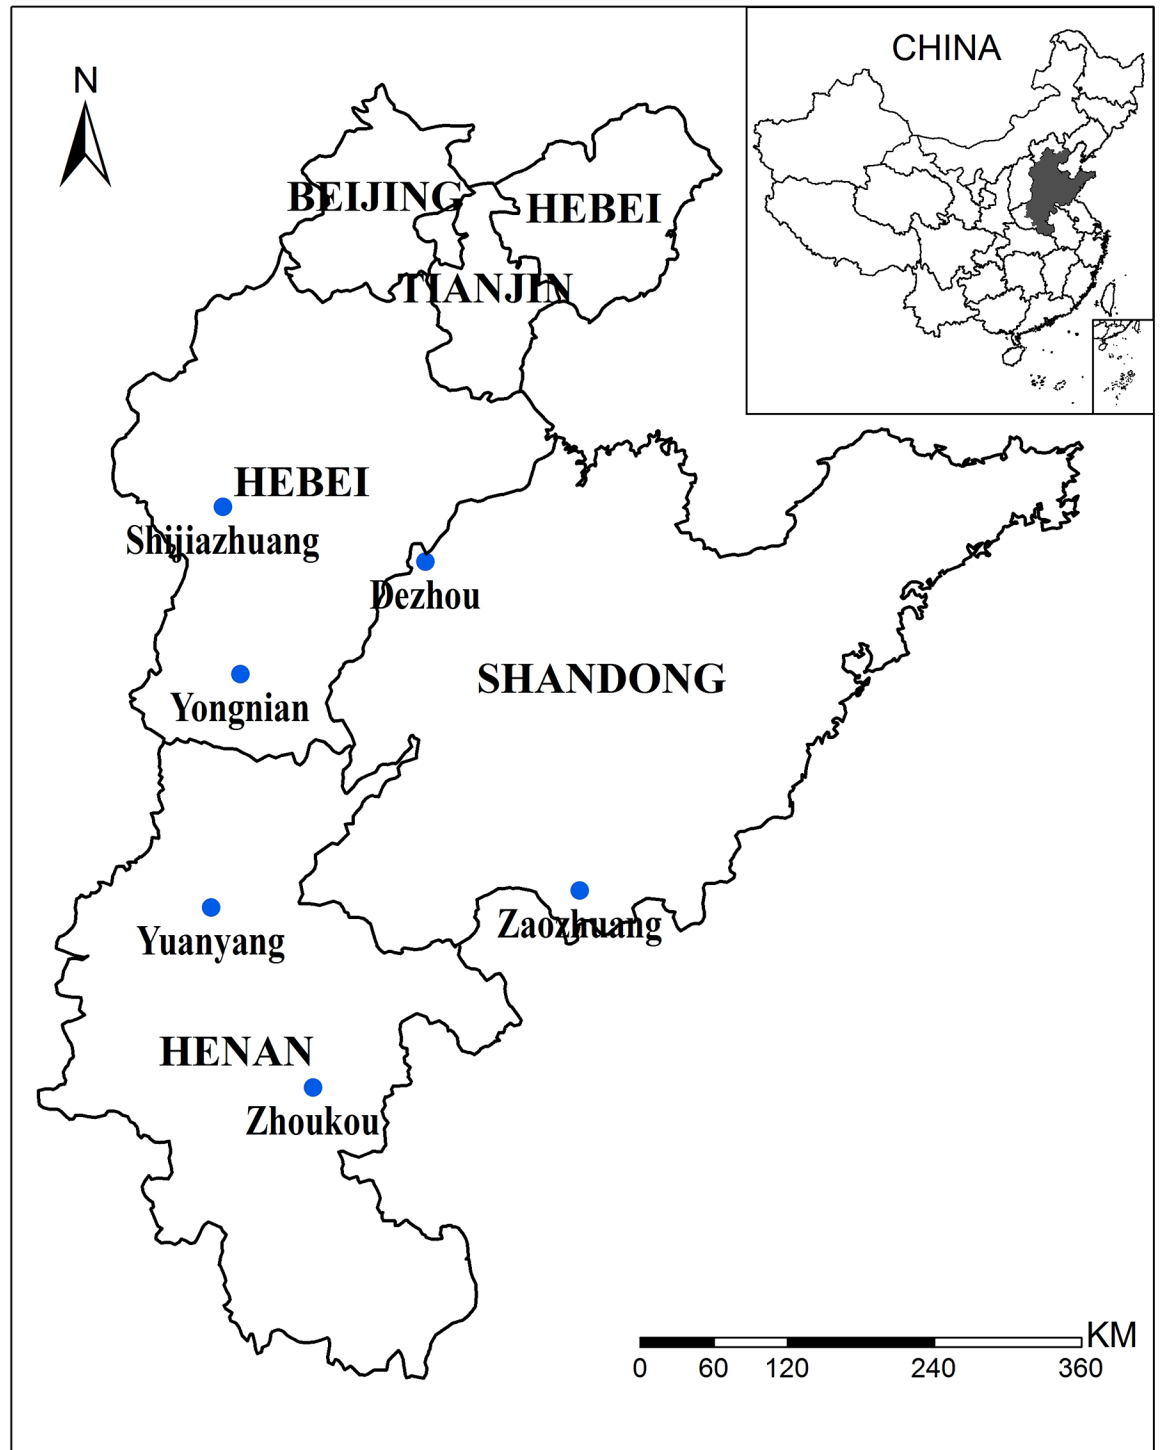 CHINA
N
BEIJING
HEBEI
TIANJIN
HEBEI
Shijiazhuang
Dezhou
SHANDONG
Yongnian
Zaozhuang
Yuanyang
HENAN
Zhoukou
KM
0 60 120 240 360